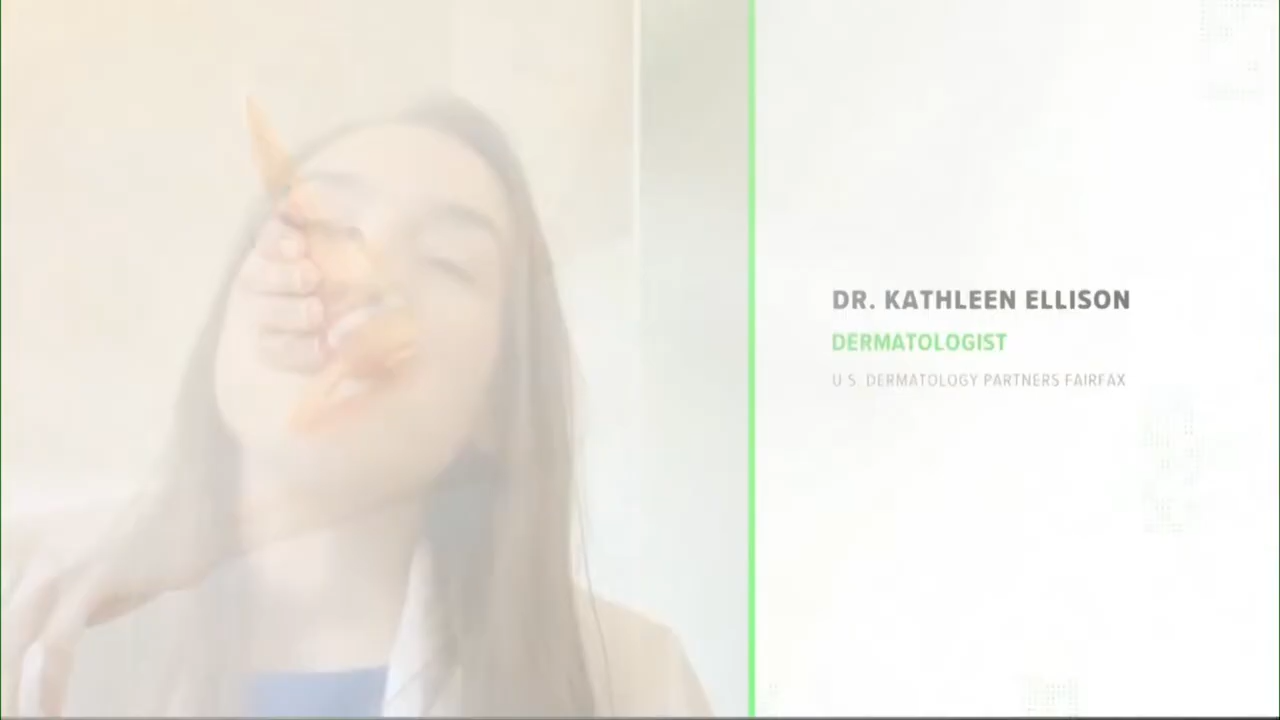 DR. KATHLEEN ELLISON
DERMATOLOGIST
U.S. DERMATOLOGY PARTNERS FAIRFAX